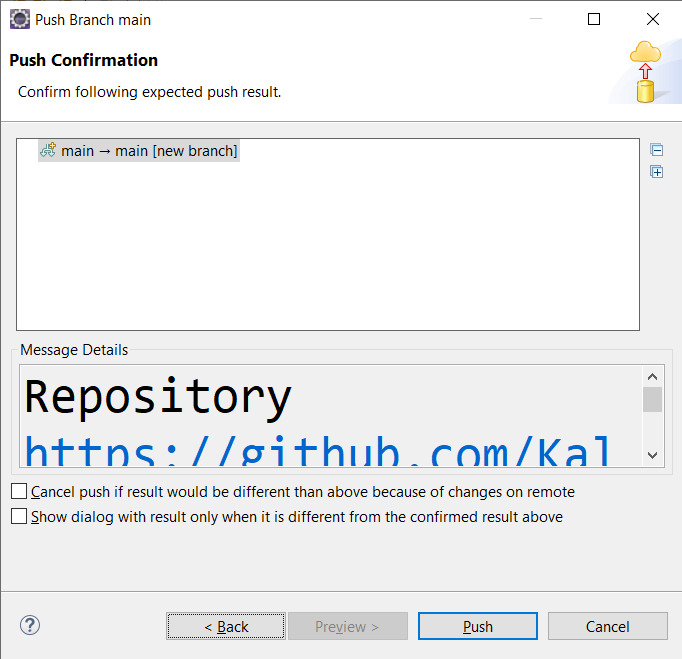 Push Branch main
Push Confirmation
Confirm following expected push result.
main → main [new branch]
Message Details
Repository
https://github.com/Kal
Cancel push if result would be different than above because of changes on remote
Show dialog with result only when it is different from the confirmed result above
< Back
Preview >
Push
Cancel